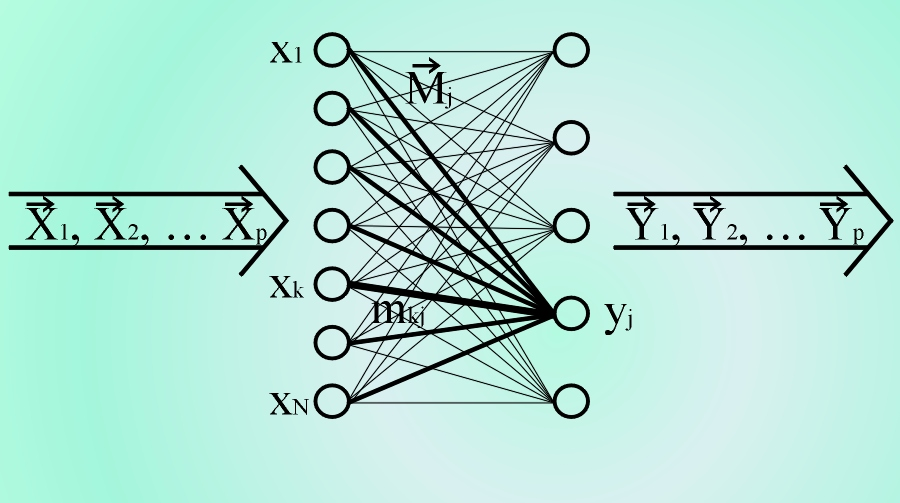 x1
M⃗j
X⃗1, X⃗2, … X⃗p
Y⃗1, Y⃗2, … Y⃗p
xk
mkj
yj
xN